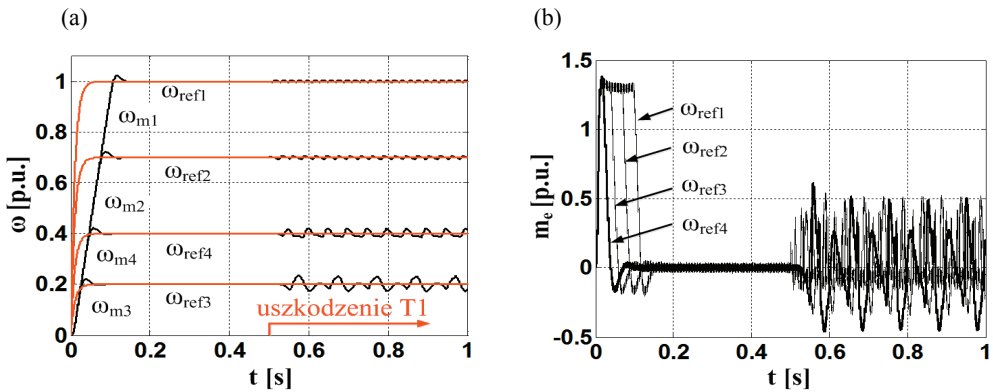 (a)
ω [p.u.]
1
0.8
0.6
0.4
0.2
0
ωref1
ωm1
ωref2
ωm2
ωref4
ωm4
ωref3
ωm3
uszkodzenie T1
0 0.2 0.4 0.6 0.8 1
t [s]
(b)
me [p.u.]
1.5
1
0.5
0
-0.5
ωref1
ωref2
ωref3
ωref4
0 0.2 0.4 0.6 0.8 1
t [s]